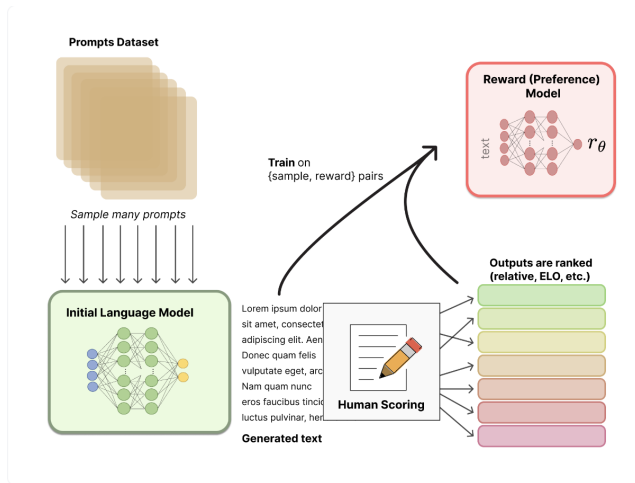 Prompts Dataset
Sample many prompts
Initial Language Model
Train on
{sample, reward} pairs
Reward (Preference)
Model
text
rθ
Lorem ipsum dolor
sit amet, consectet
adipiscing elit. Aen
Donec quam felis
vulputate eget, arc
Nam quam nunc
eros faucibus tincid
luctus pulvinar, her
Generated text
Human Scoring
Outputs are ranked
(relative, ELO, etc.)